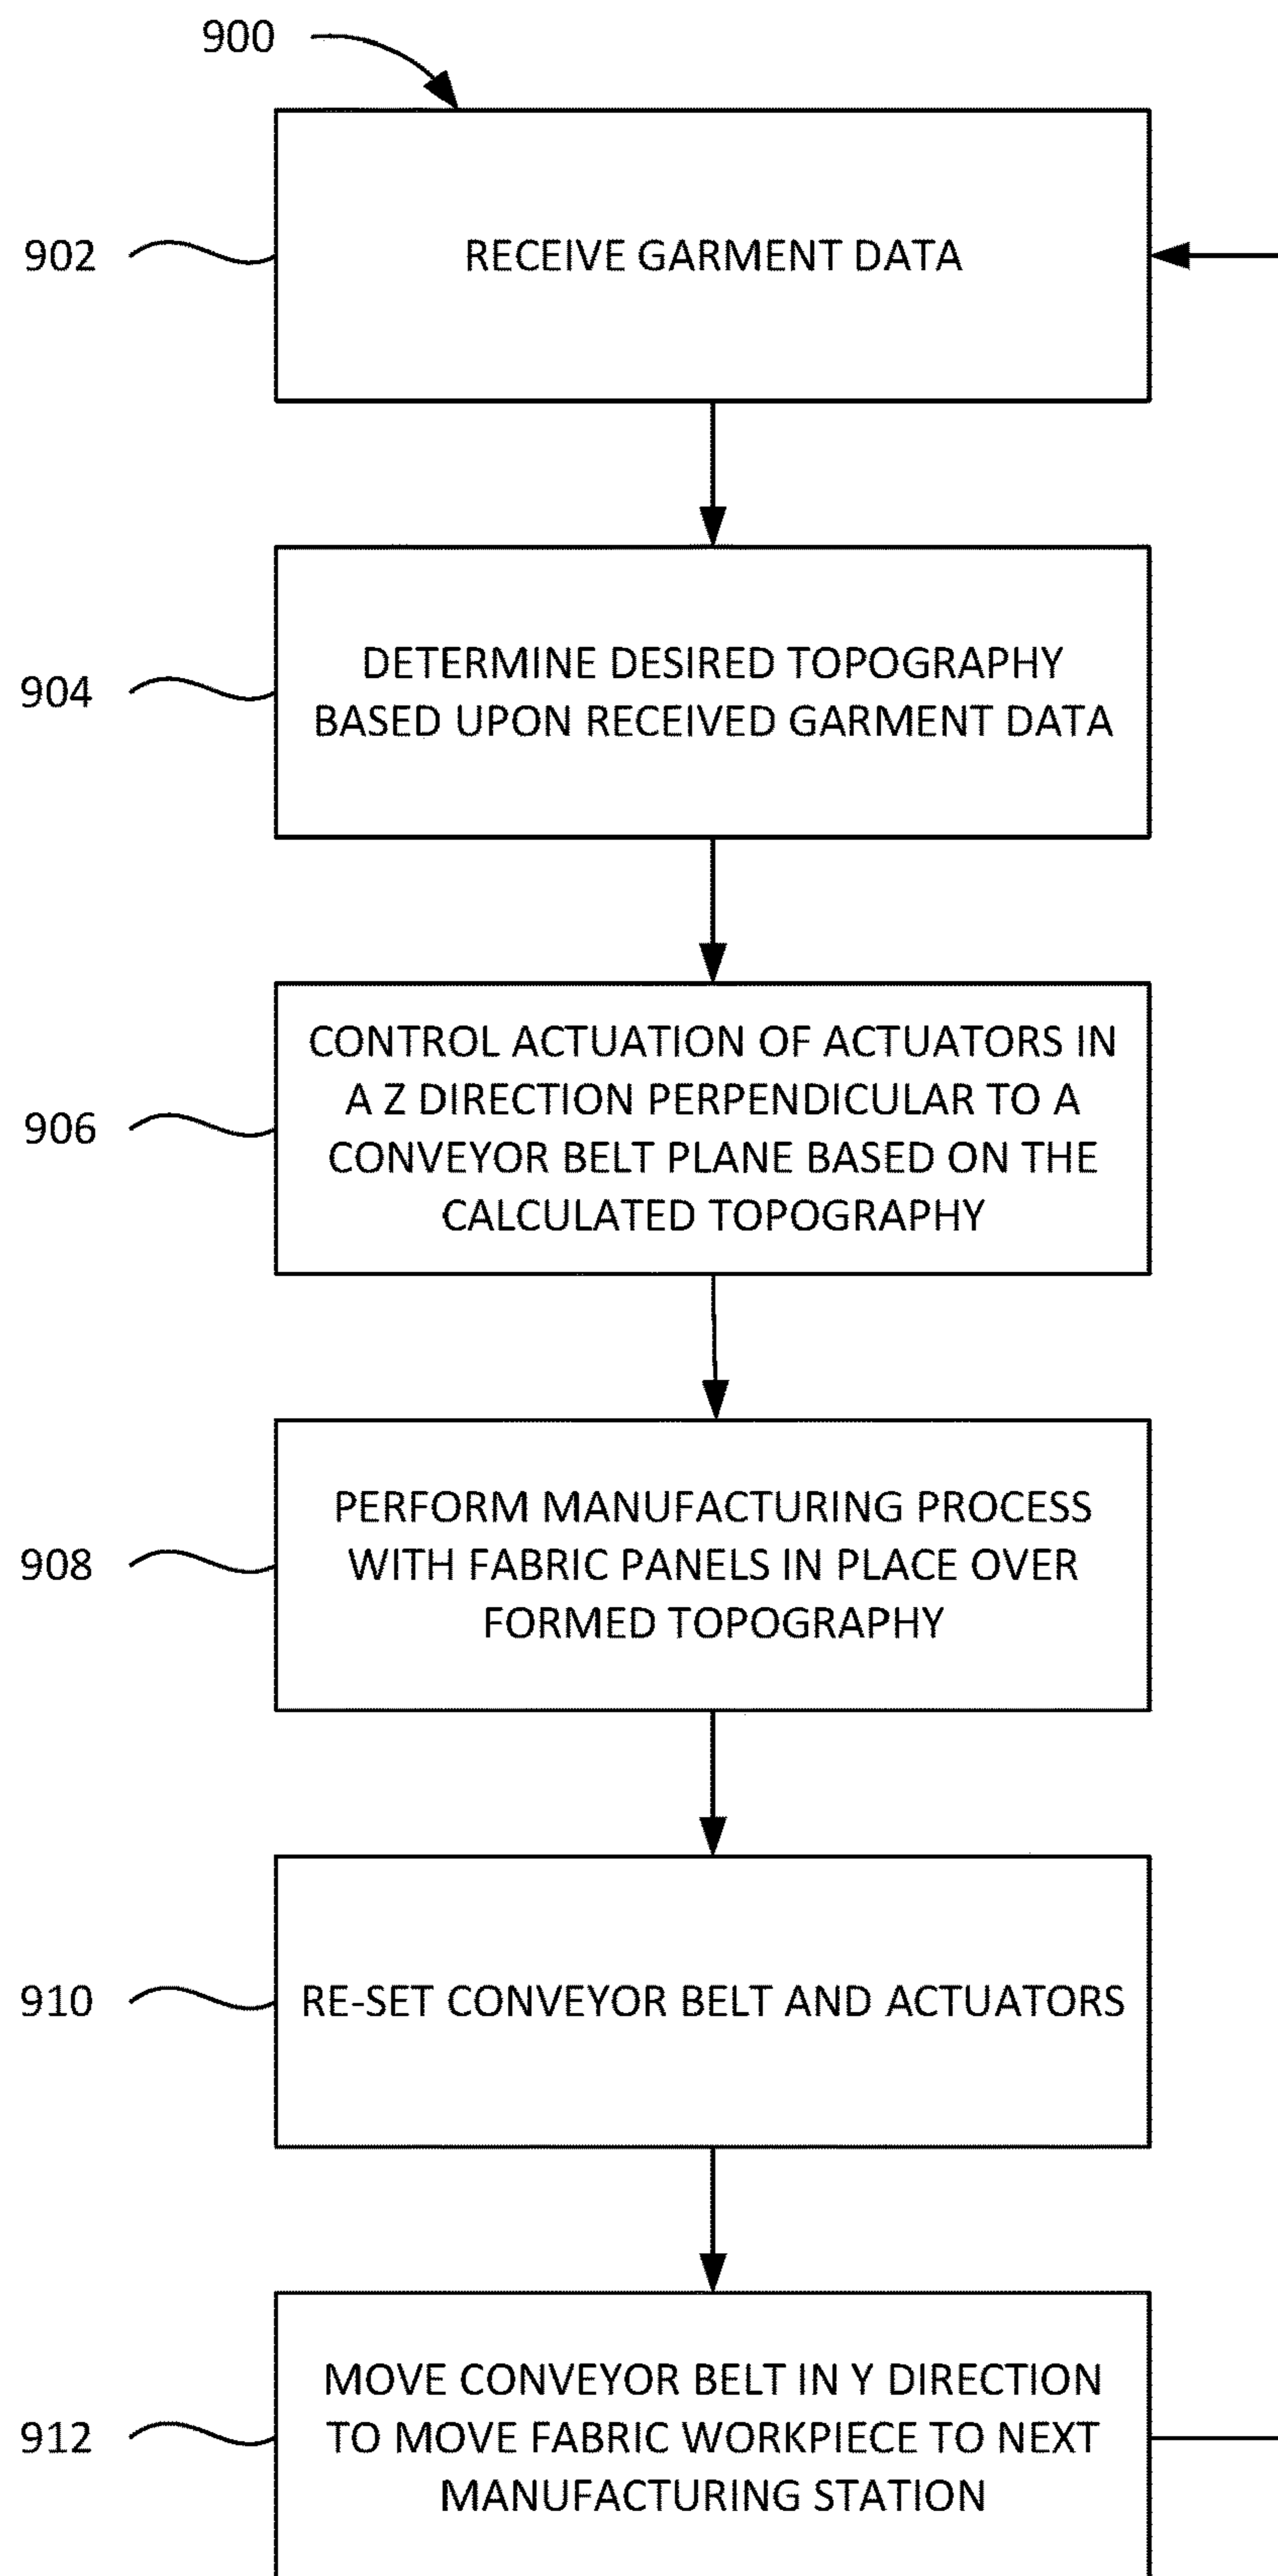 900
902
RECEIVE GARMENT DATA
904
DETERMINE DESIRED TOPOGRAPHY
BASED UPON RECEIVED GARMENT DATA
906
CONTROL ACTUATION OF ACTUATORS IN
A Z DIRECTION PERPENDICULAR TO A
CONVEYOR BELT PLANE BASED ON THE
CALCULATED TOPOGRAPHY
908
PERFORM MANUFACTURING PROCESS
WITH FABRIC PANELS IN PLACE OVER
FORMED TOPOGRAPHY
910
RE-SET CONVEYOR BELT AND ACTUATORS
912
MOVE CONVEYOR BELT IN Y DIRECTION
TO MOVE FABRIC WORKPIECE TO NEXT
MANUFACTURING STATION